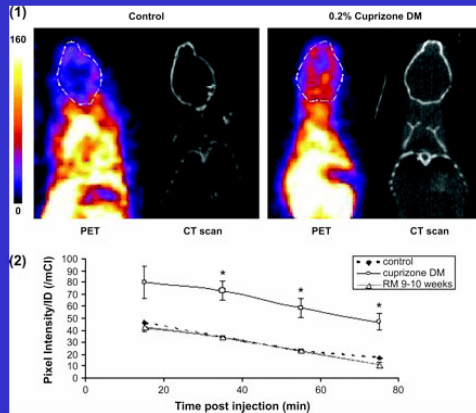 (1)
Control
0.2% Cuprizone DM
160
0
PET
CT scan
PET
CT scan
(2)
control
cuprizone DM
RM 9-10 weeks
Pixel Intensity/ID (/mCl)
100
90
80
70
60
50
40
30
20
10
0
* * *
0 20 40 60 80
Time post injection (min)